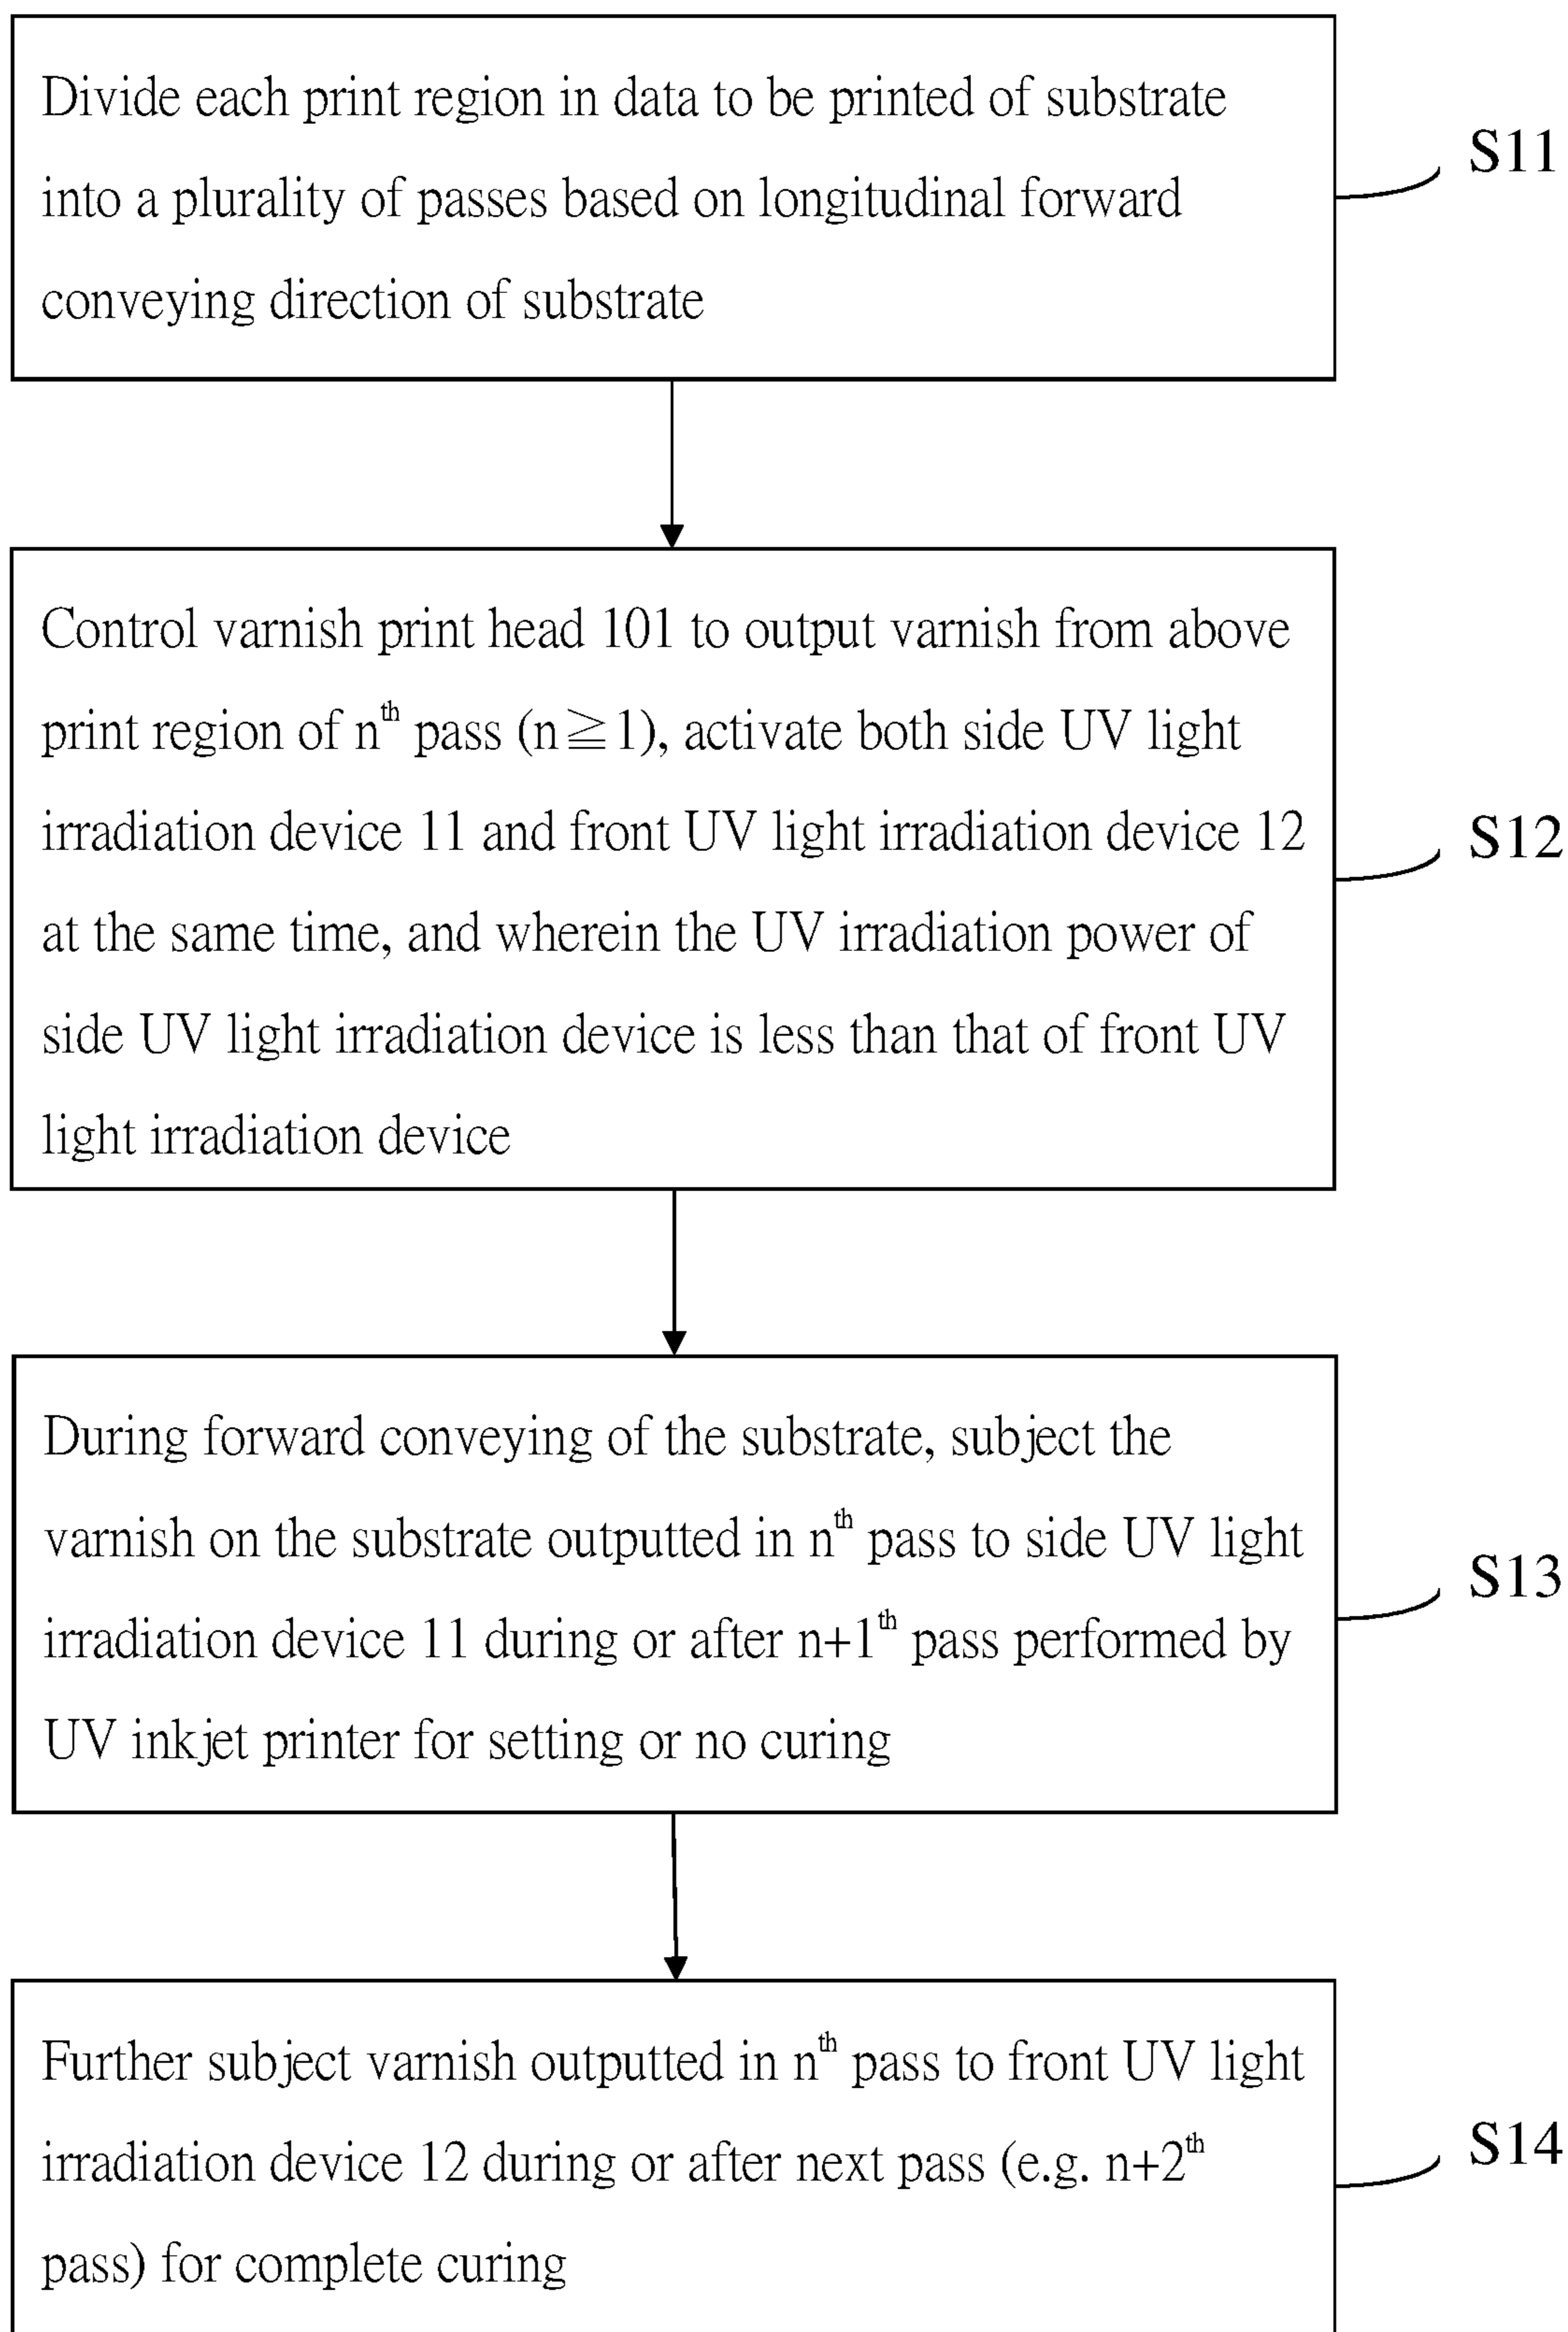 Divide each print region in data to be printed of substrate
into a plurality of passes based on longitudinal forward
conveying direction of substrate
S11
Control varnish print head 101 to output varnish from above
print region of nth pass (n≧1), activate both side UV light
irradiation device 11 and front UV light irradiation device 12
at the same time, and wherein the UV irradiation power of
side UV light irradiation device is less than that of front UV
light irradiation device
S12
During forward conveying of the substrate, subject the
varnish on the substrate outputted in nth pass to side UV light
irradiation device 11 during or after n+1th pass performed by
UV inkjet printer for setting or no curing
S13
Further subject varnish outputted in nth pass to front UV light
irradiation device 12 during or after next pass (e.g. n+2th
pass) for complete curing
S14